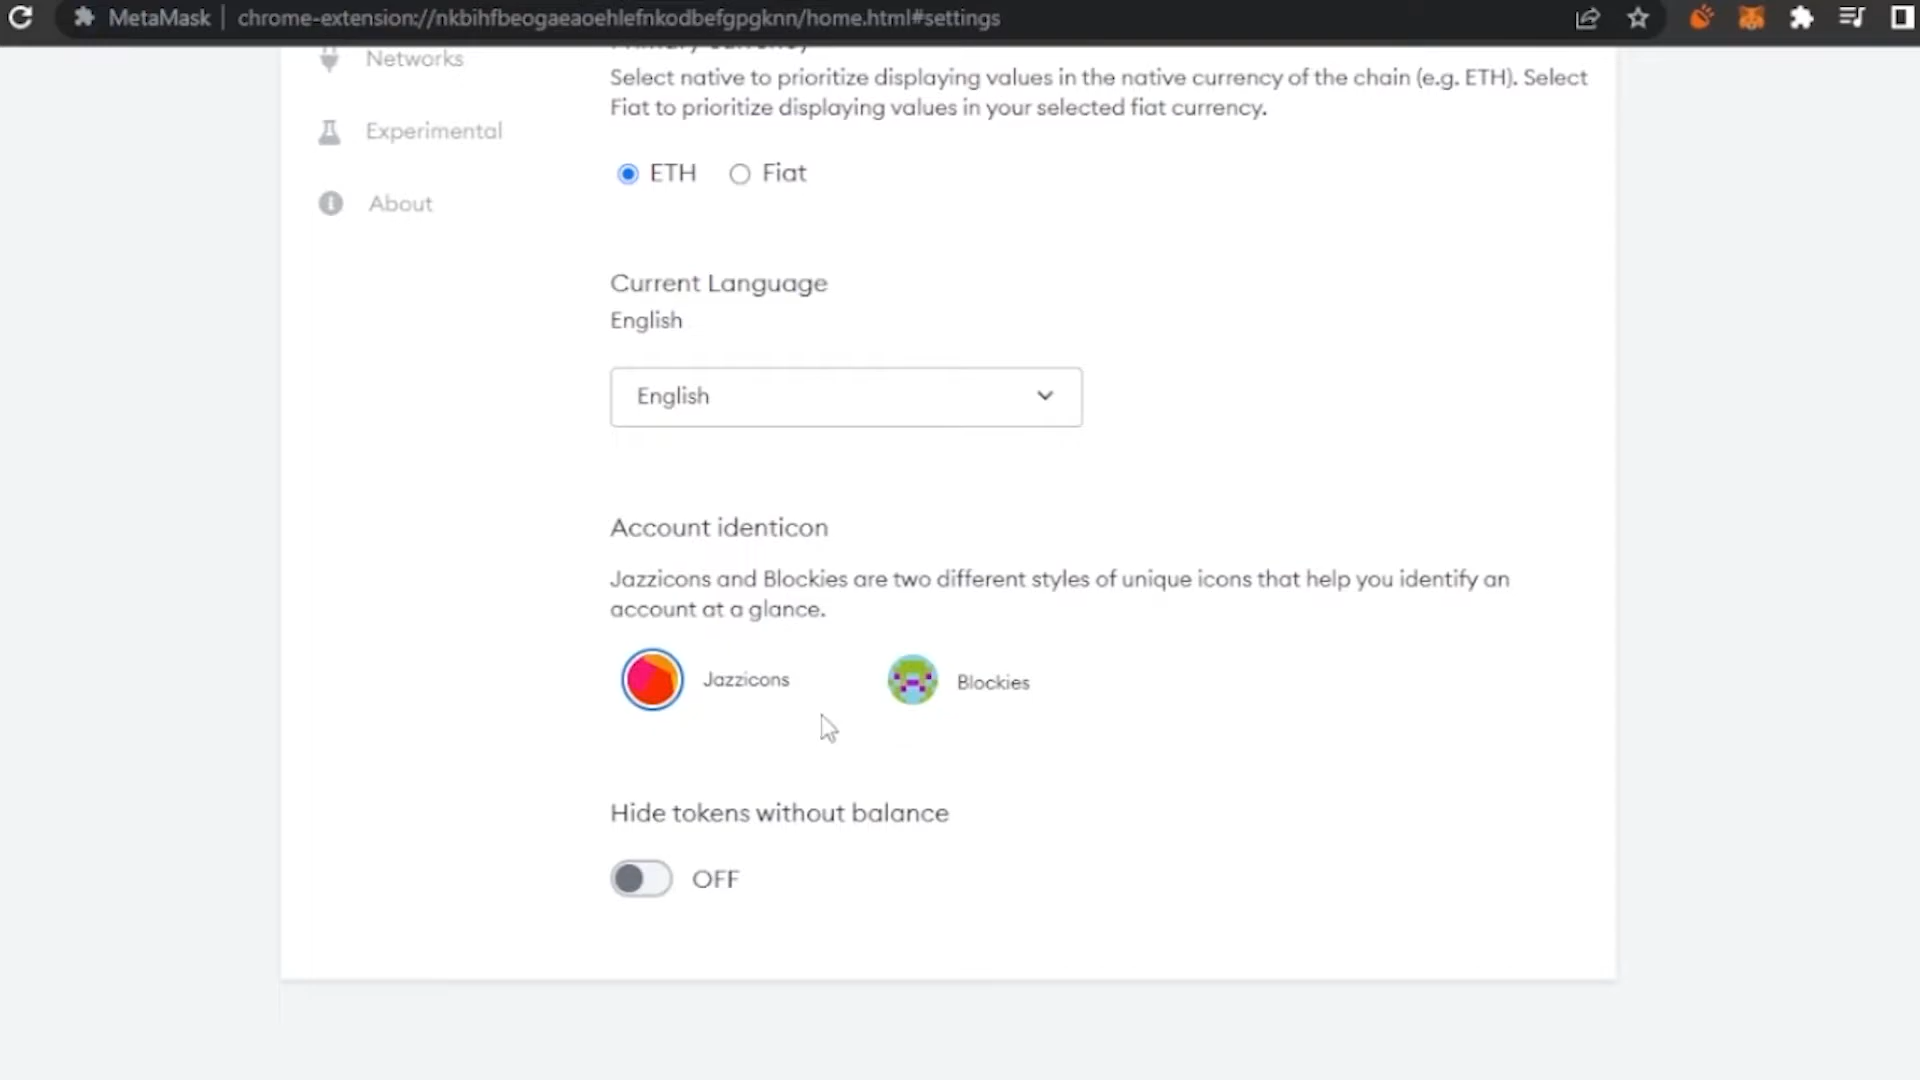 MetaMask | chrome-extension://nkbihfbeogaeaoehlefnkodbefgpgknn/home.html#settings
Networks
Experimental
About
Primary Currency
Select native to prioritize displaying values in the native currency of the chain (e.g. ETH). Select
Fiat to prioritize displaying values in your selected fiat currency.
ETH Fiat
Current Language
English
English
Account identicon
Jazzicons and Blockies are two different styles of unique icons that help you identify an
account at a glance.
Jazzicons Blockies
Hide tokens without balance
OFF